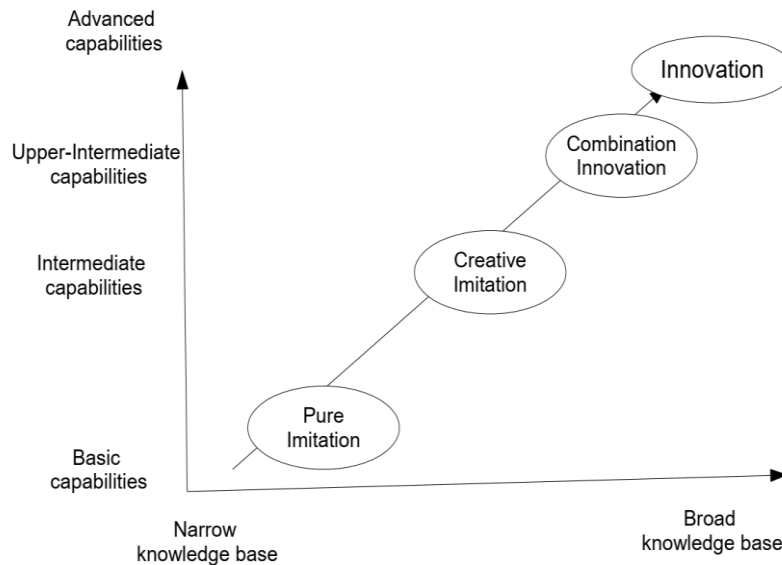 Advanced
capabilities
Innovation
Upper-Intermediate
capabilities
Combination
Innovation
Intermediate
capabilities
Creative
Imitation
Pure
Imitation
Basic
capabilities
Narrow
knowledge base
Broad
knowledge base